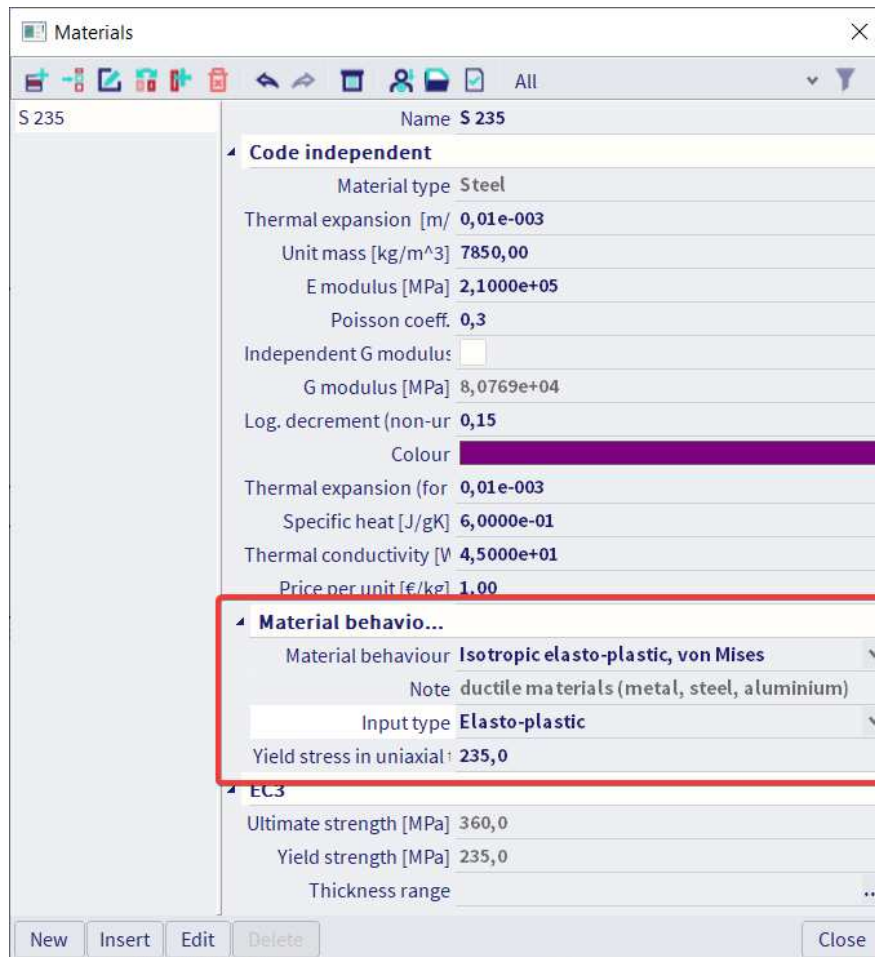 Materials
All
S 235
Name S 235
Code independent
Material type Steel
Thermal expansion [m/ 0,01e-003
Unit mass [kg/m^3] 7850,00
E modulus [MPa] 2,1000e+05
Poisson coeff. 0,3
Independent G modulus
G modulus [MPa] 8,0769e+04
Log. decrement (non-ur 0,15
Colour
Thermal expansion (for 0,01e-003
Specific heat [J/gK] 6,0000e-01
Thermal conductivity [W 4,5000e+01
Price per unit [€/kg] 1,00
Material behavio...
Material behaviour Isotropic elasto-plastic, von Mises
Note ductile materials (metal, steel, aluminium)
Input type Elasto-plastic
Yield stress in uniaxial t 235,0
EC3
Ultimate strength [MPa] 360,0
Yield strength [MPa] 235,0
Thickness range ..
New Insert Edit Delete Close